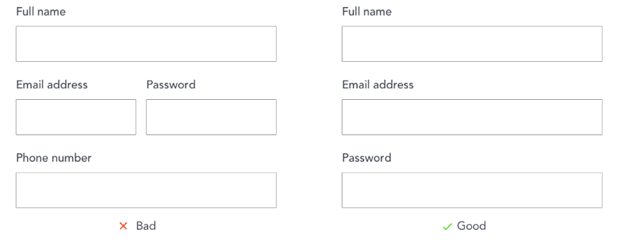 Full name
Email address Password
Phone number
Bad
Full name
Email address
Password
Good